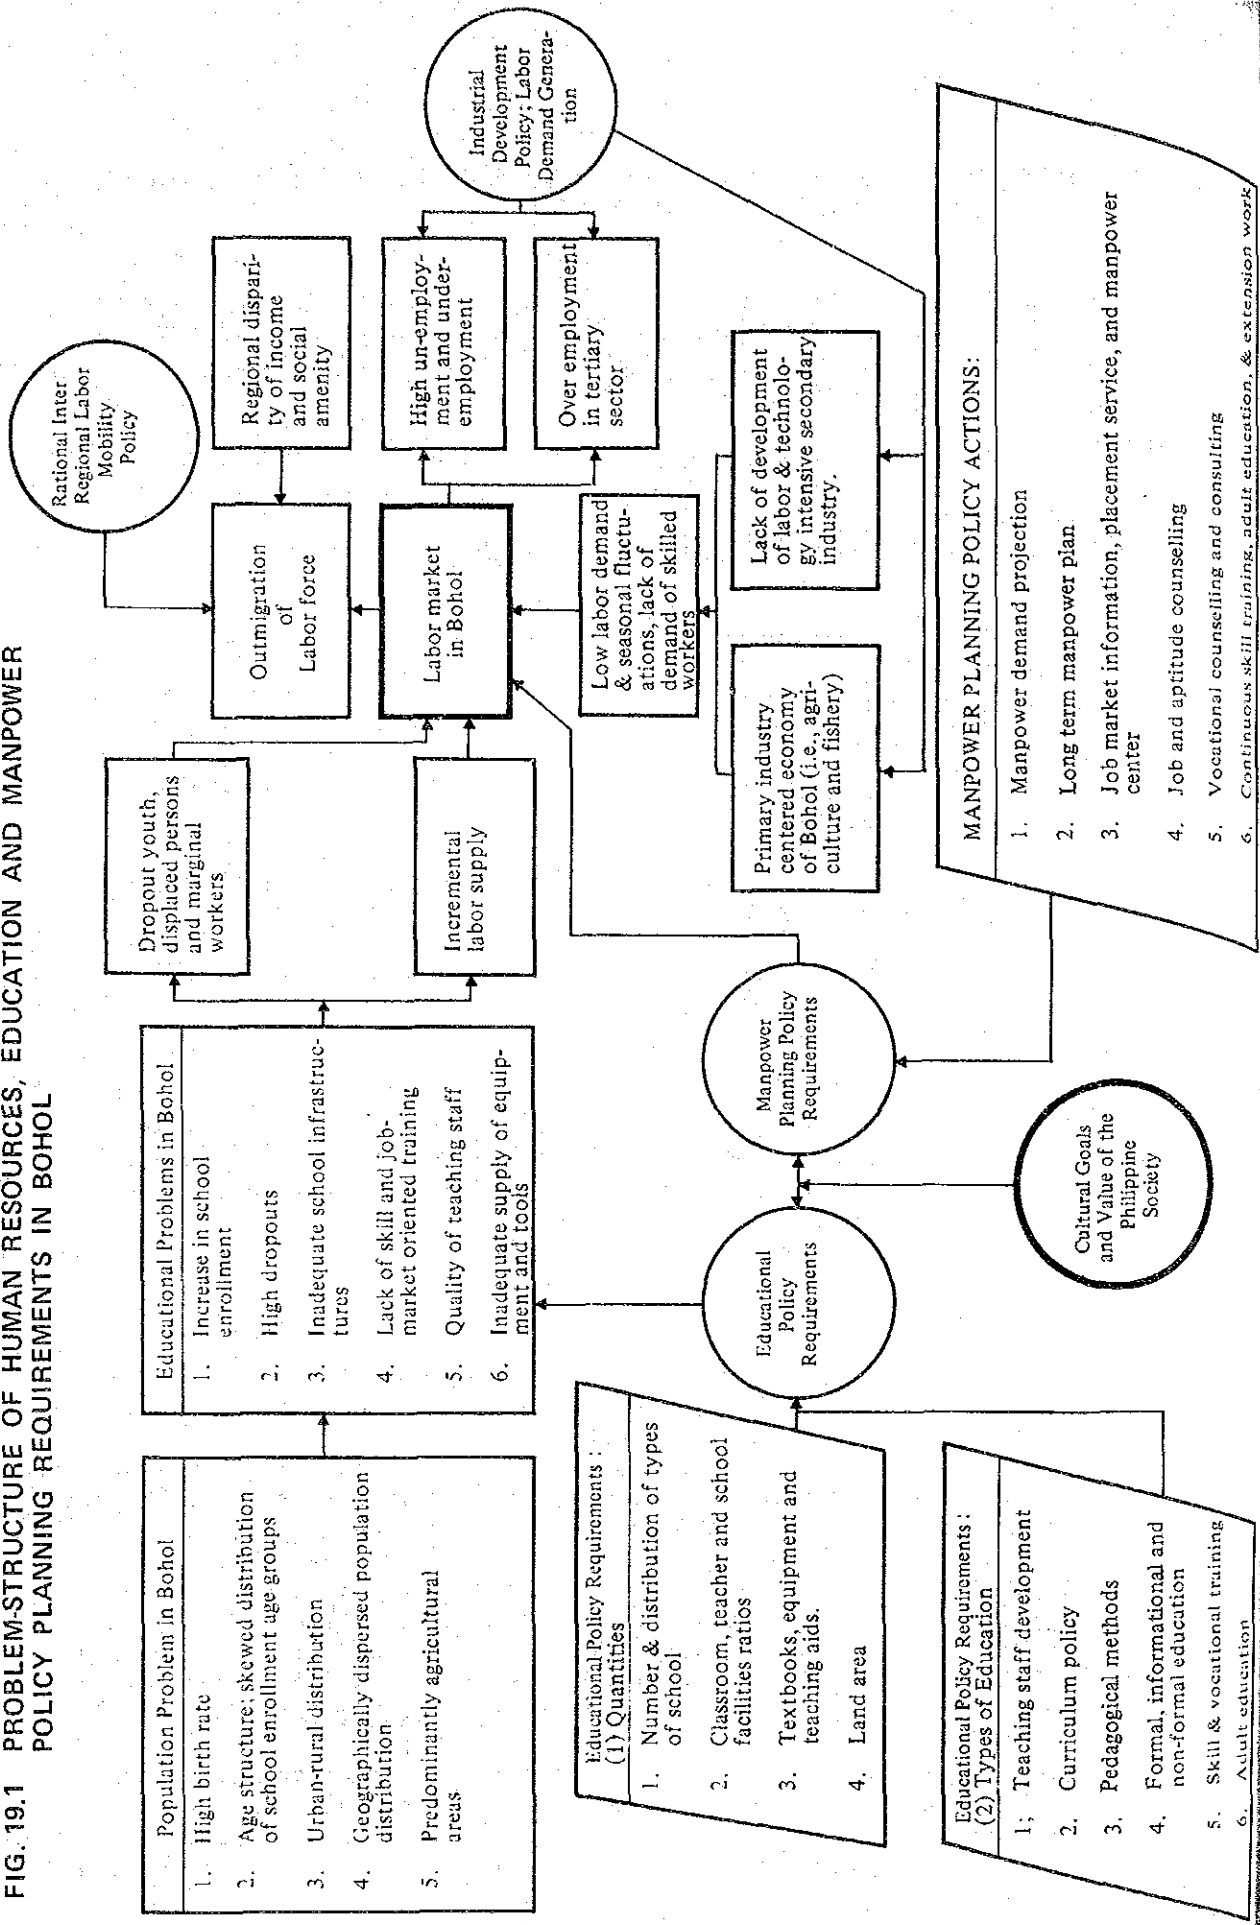 FIG. 19.1 PROBLEM-STRUCTURE OF HUMAN RESOURCES, EDUCATION AND MANPOWER
POLICY PLANNING REQUIREMENTS IN BOHOL
Population Problem in Bohol
1. High birth rate
2. Age structure; skewed distribution
of school enrollment age groups
3. Urban-rural distribution
4. Geographically dispersed population
distribution
5. Predominantly agricultural
areas
Educational Problems in Bohol
1. Increase in school
enrollment
2. High dropouts
3. Inadequate school infrastruc-
tures
4. Lack of skill and job-
market oriented training
5. Quality of teaching staff
6. Inadequate supply of equip-
ment and tools
Dropout youth,
displaced persons
and marginal
workers
Incremental
labor supply
Rational Inter
Regional Labor
Mobility
Policy
Outmigration
of
Labor force
Regional dispari-
ty of income
and social
amenity
Labor market
in Bohol
High un-employ-
ment and under-
employment
Over employment
in tertiary
sector
Industrial
Development
Policy; Labor
Demand Genera-
tion
Low labor demand
& seasonal fluctu-
ations, lack of
demand of skilled
workers
Primary industry
centered economy
of Bohol (i.e., agri-
culture and fishery)
Lack of development
of labor & technolo-
gy intensive secondary
industry.
Educational Policy Requirements :
(1) Quantities
1. Number & distribution of types
of school
2. Classroom, teacher and school
facilities ratios
3. Textbooks, equipment and
teaching aids.
4. Land area
Educational
Policy
Requirements
Manpower
Planning Policy
Requirements
Cultural Goals
and Value of the
Philippine
Society
Educational Policy Requirements :
(2) Types of Education
1; Teaching staff development
2. Curriculum policy
3. Pedagogical methods
4. Formal, informational and
non-formal education
5. Skill & vocational training
6. Adult education
MANPOWER PLANNING POLICY ACTIONS:
1. Manpower demand projection
2. Long term manpower plan
3. Job market information, placement service, and manpower
center
4. Job and aptitude counselling
5. Vocational counselling and consulting
6. Continuous skill training, adult education, & extension work